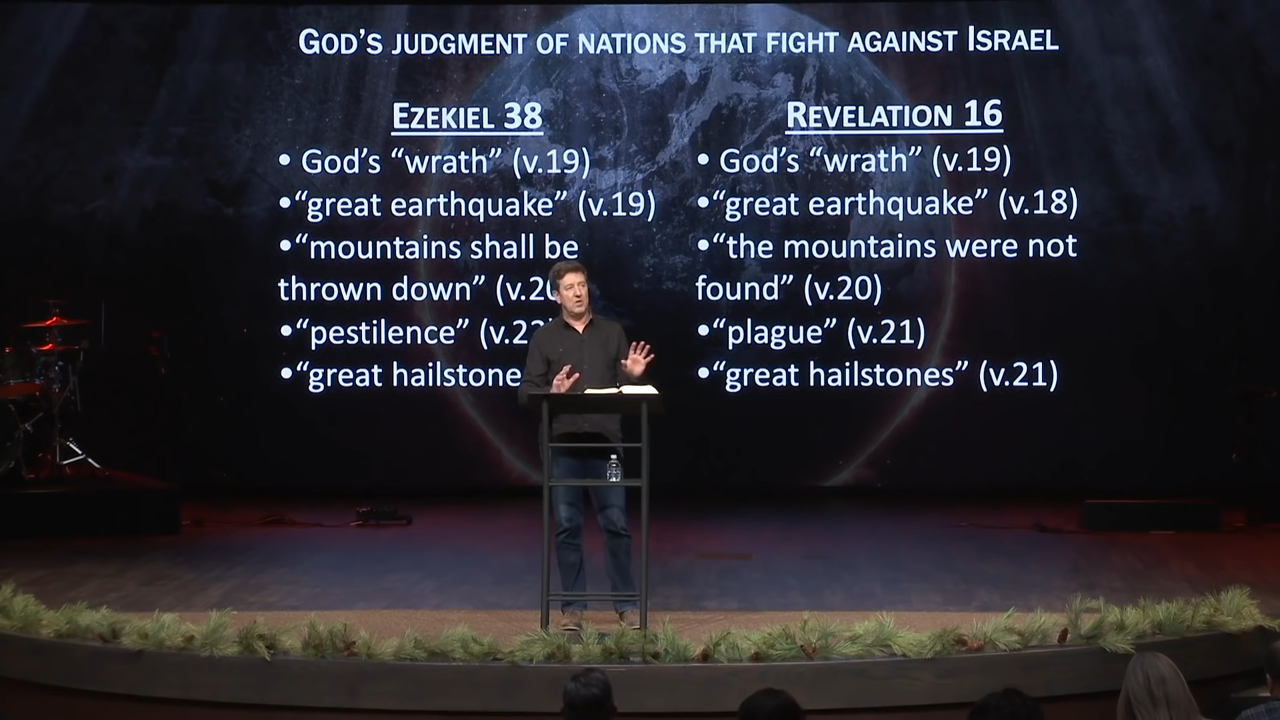 GOD'S JUDGMENT OF NATIONS THAT FIGHT AGAINST ISRAEL
EZEKIEL 38
• God's “wrath” (v.19)
•“great earthquake” (v.19)
•“mountains shall be
thrown down”
•“pestilence”
•“great
REVELATION 16
• God's “wrath” (v.19)
•“great earthquake” (v.18)
•“the mountains were not
found” (v.20)
•“plague” (v.21)
•“great hailstones” (v.21)